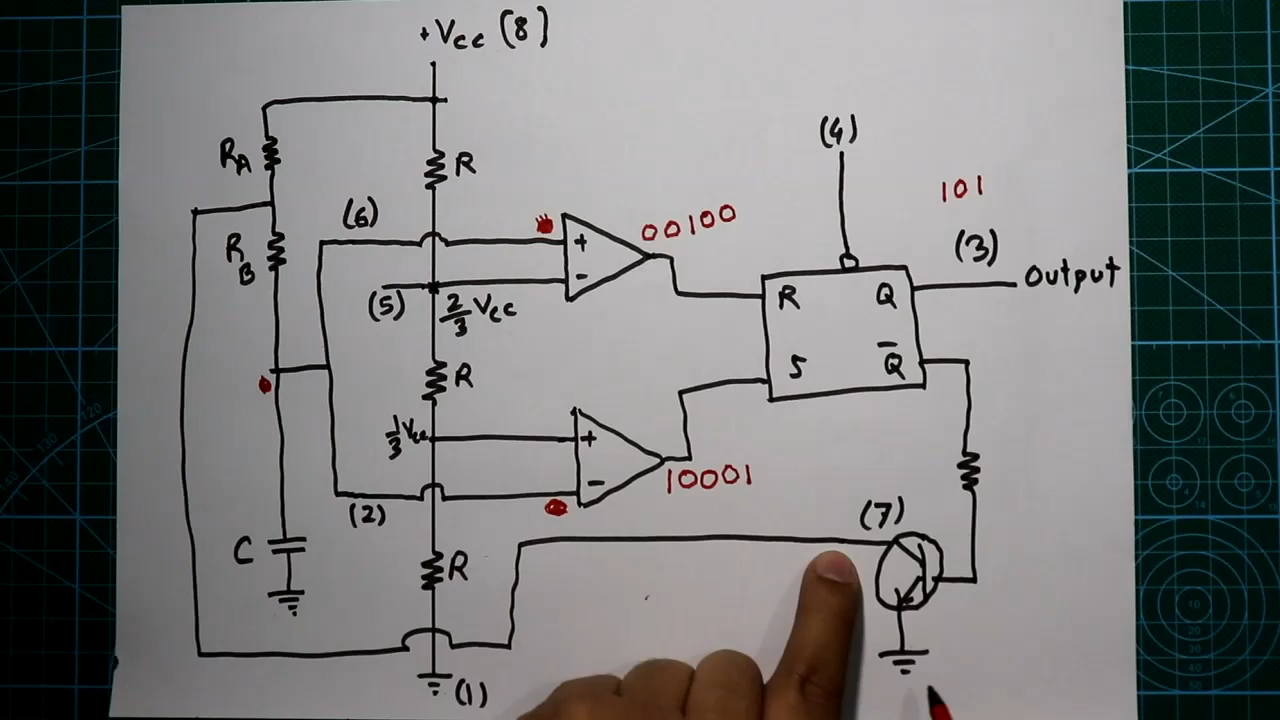 +Vcc (8)
(4)
RA
R
101
(6)
00100
RB
(3)
Output
(5)
2/3 Vcc
R
Q
S
Q̅
R
1/3 Vcc
+
-
+
-
10001
(2)
(7)
C
R
(1)